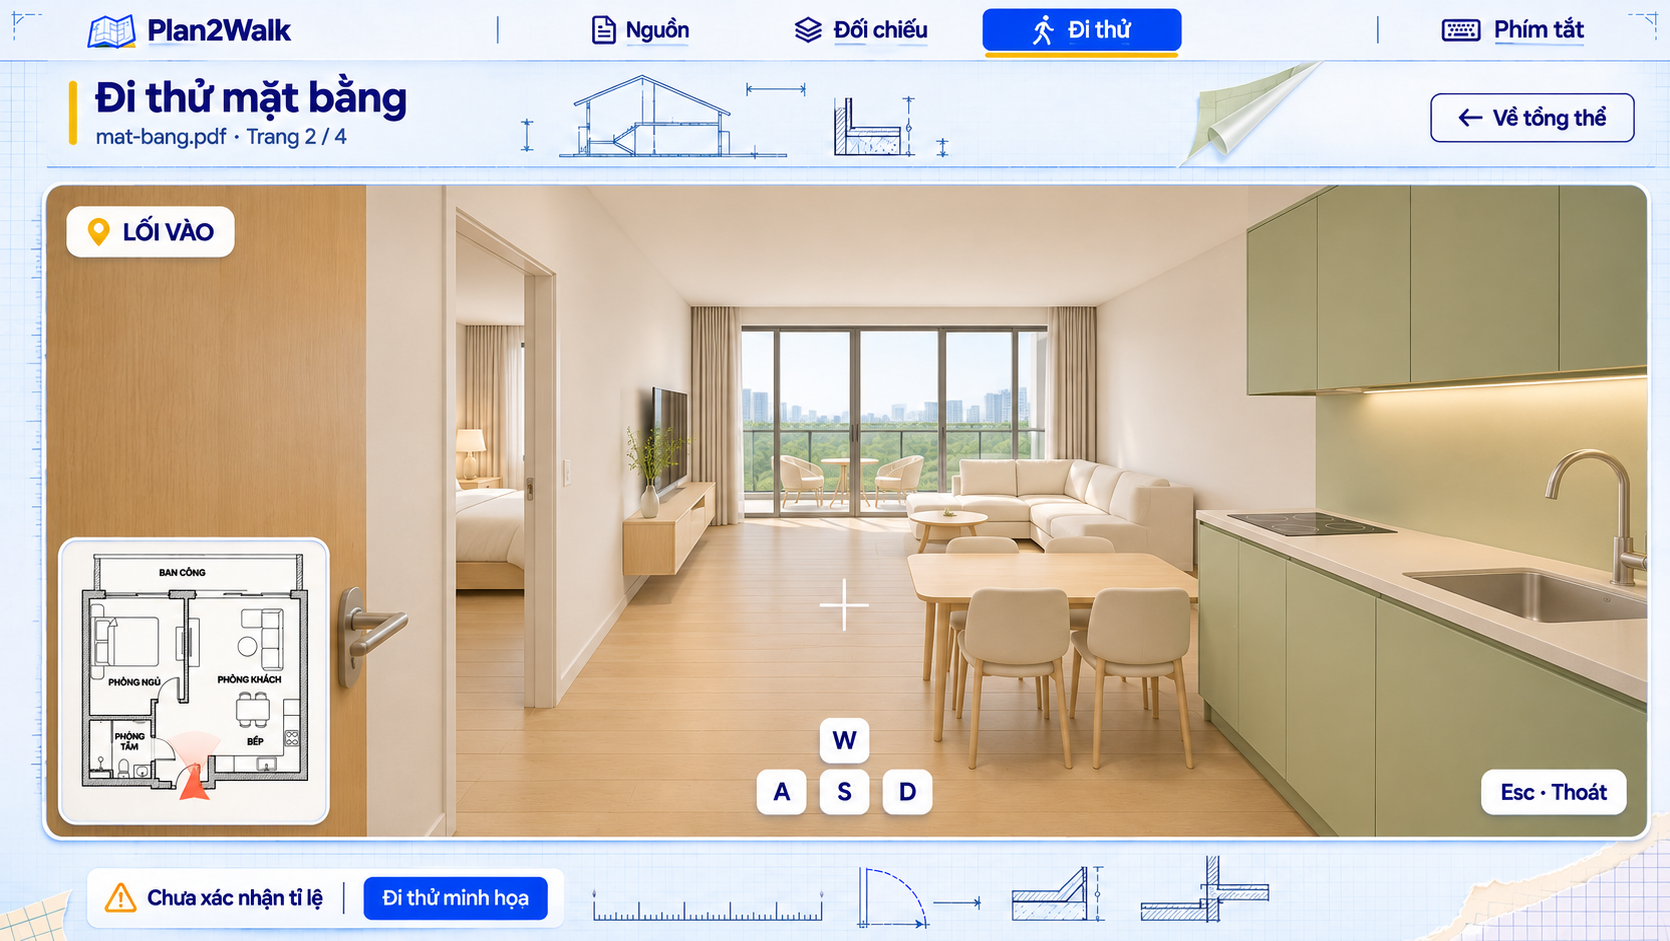 Plan2Walk
Nguồn
Đối chiếu
Đi thử
Phím tắt
Đi thử mặt bằng
mat-bang.pdf · Trang 2 / 4
← Về tổng thể
LỐI VÀO
BAN CÔNG
PHÒNG NGỦ
PHÒNG KHÁCH
PHÒNG
TẮM
BẾP
W
A S D
Esc · Thoát
Chưa xác nhận tỉ lệ
Đi thử minh hoạ